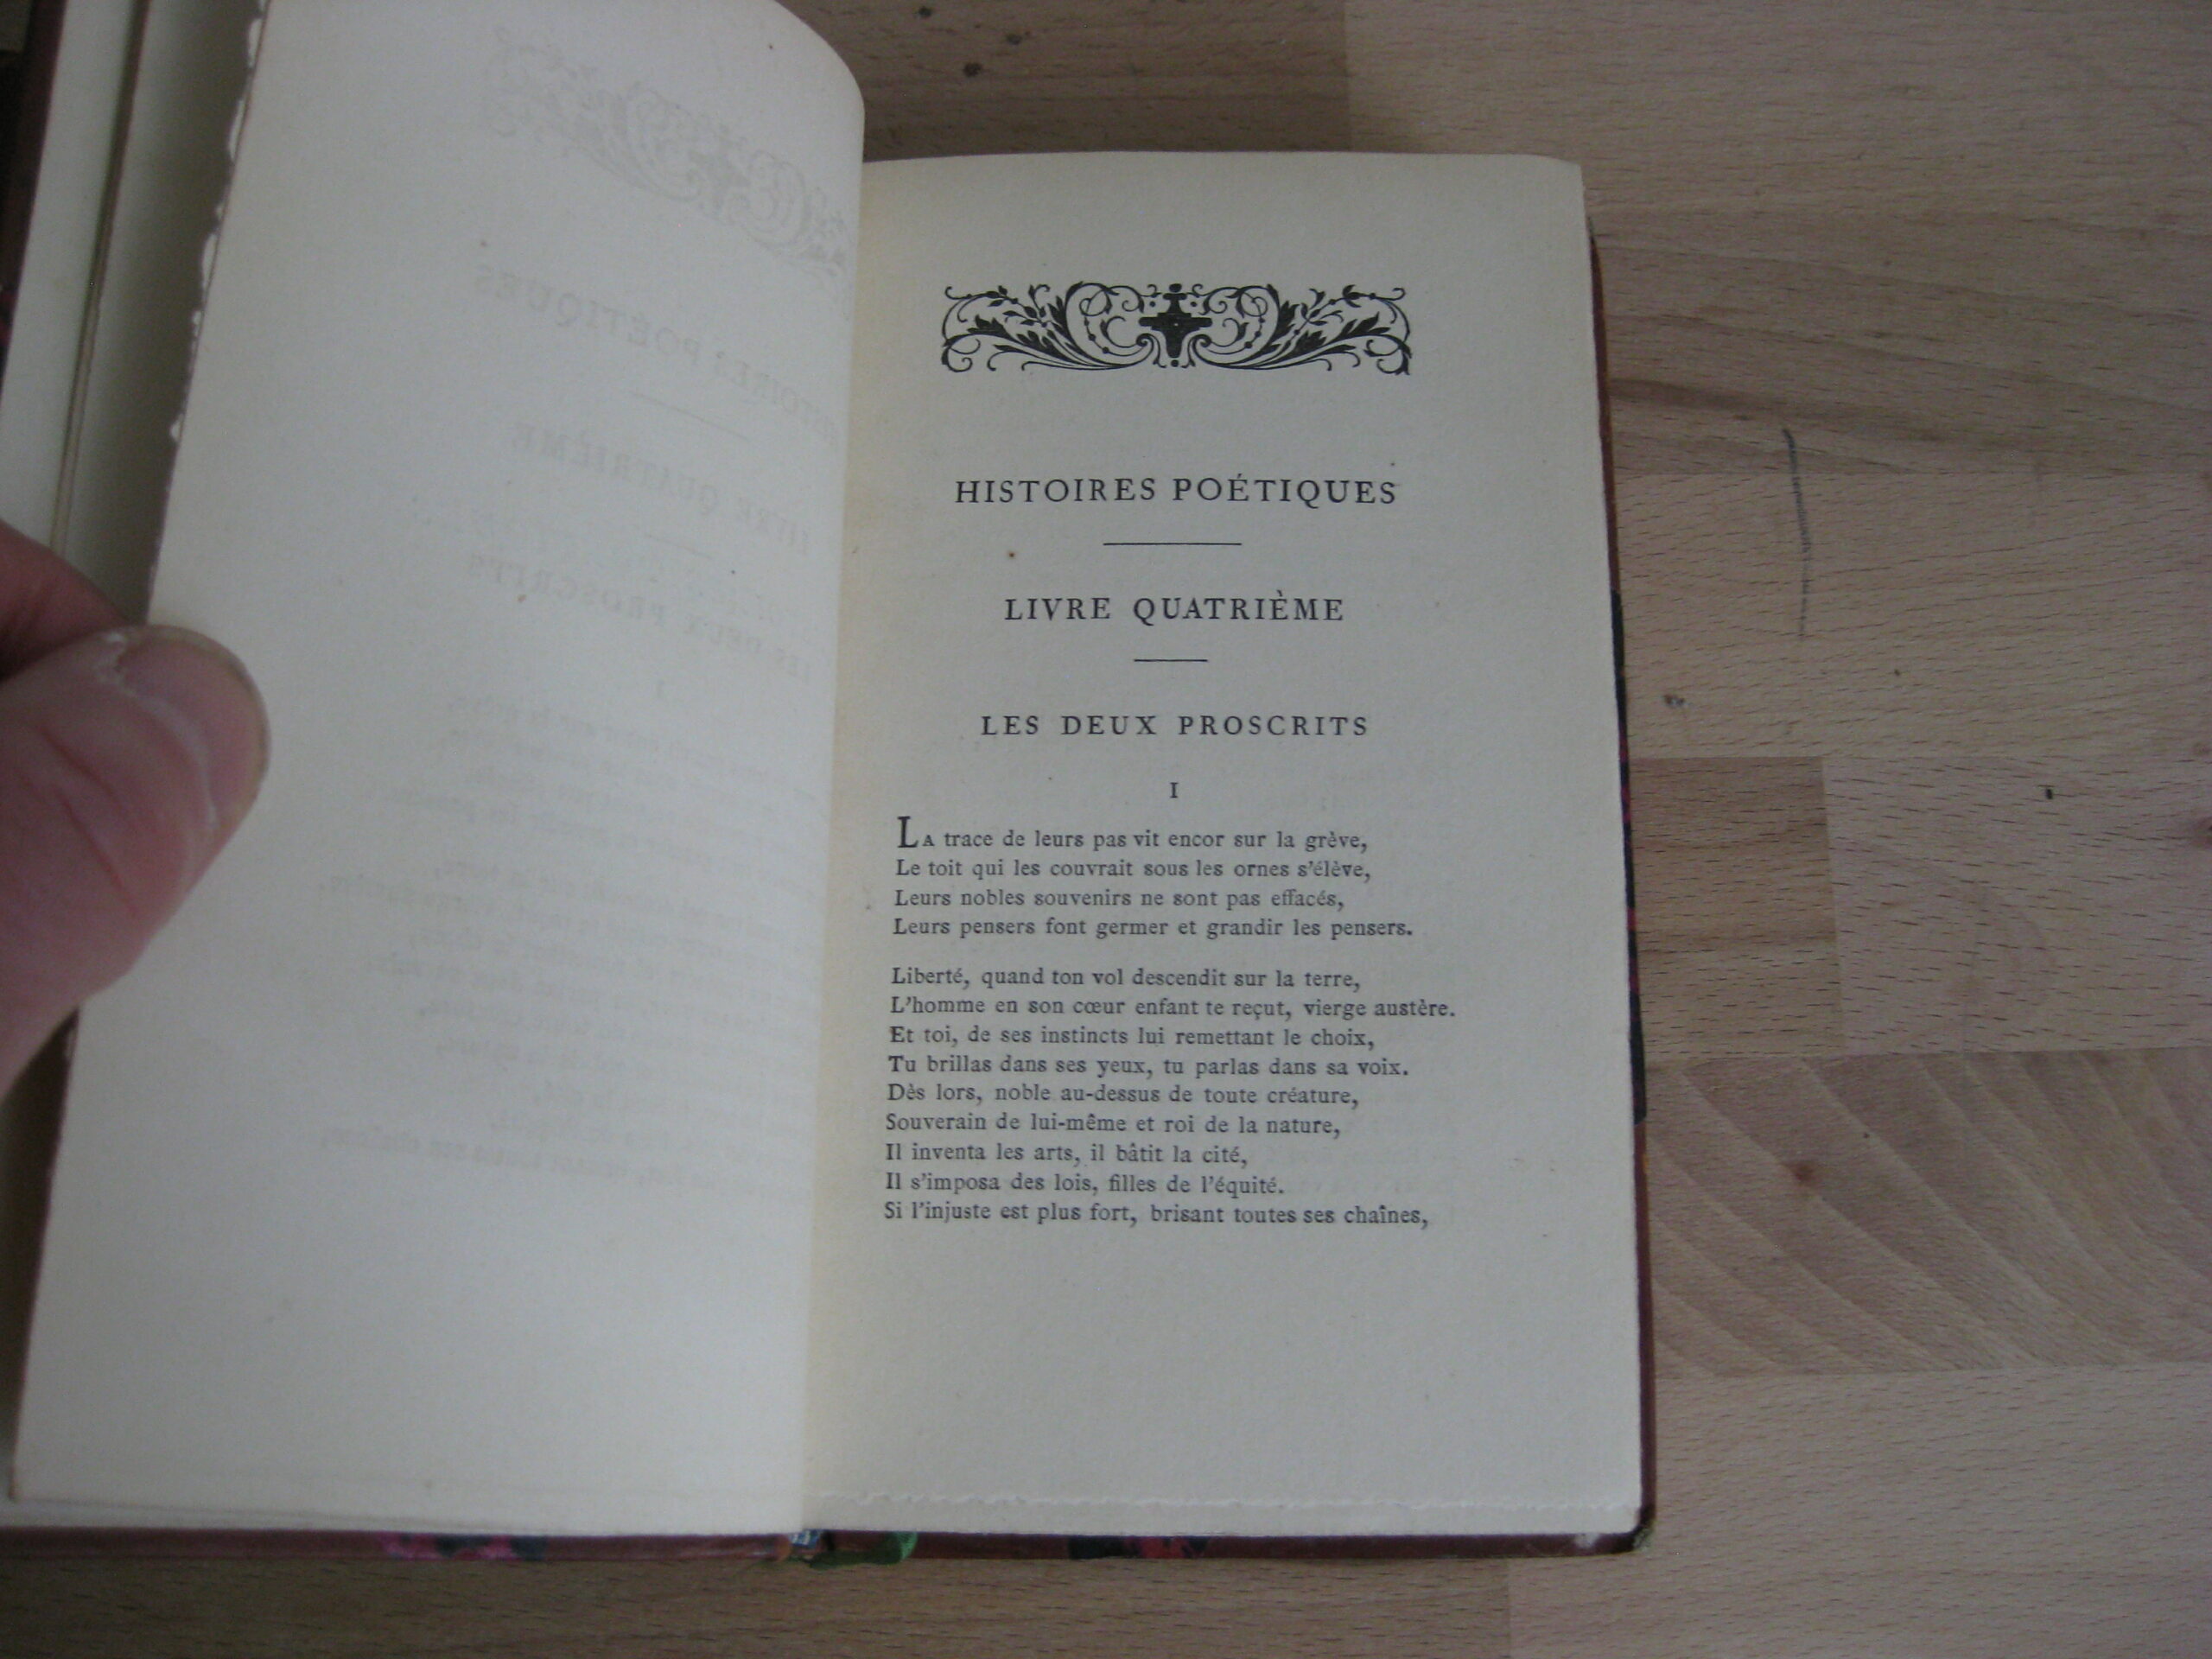 HISTOIRES POÉTIQUES
LIVRE QUATRIÈME
LES DEUX PROSCRITS
I
LA trace de leurs pas vit encor sur la grève,
Le toit qui les couvrait sous les ornes s'élève,
Leurs nobles souvenirs ne sont pas effacés,
Leurs pensers font germer et grandir les pensers.
Liberté, quand ton vol descendit sur la terre,
L'homme en son cœur enfant te reçut, vierge austère.
Et toi, de ses instincts lui remettant le choix,
Tu brillas dans ses yeux, tu parlas dans sa voix.
Dès lors, noble au-dessus de toute créature,
Souverain de lui-même et roi de la nature,
Il inventa les arts, il bâtit la cité,
Il s'imposa des lois, filles de l'équité.
Si l'injuste est plus fort, brisant toutes ses chaînes,